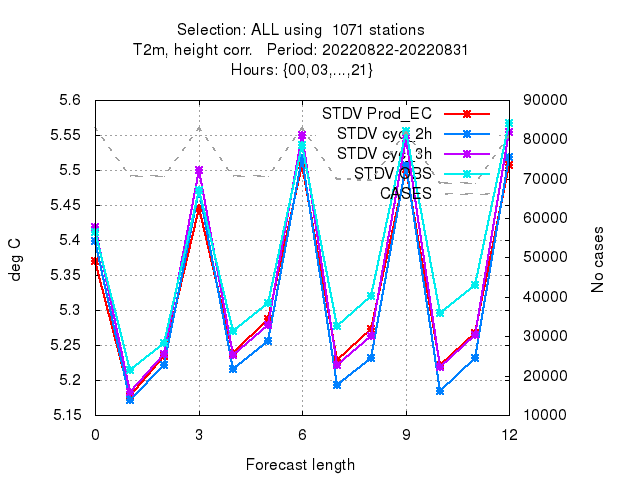 Selection: ALL using 1071 stations
T2m, height corr. Period: 20220822-20220831
Hours: {00,03,...,21}
STDV Prod_EC
STDV 2h
STDV 3h
STDV OBS
CASES
deg C
5.6
5.55
5.5
5.45
5.4
5.35
5.3
5.25
5.2
5.15
90000
80000
70000
60000
50000
40000
30000
20000
10000
No cases
0 3 6 9 12
Forecast length